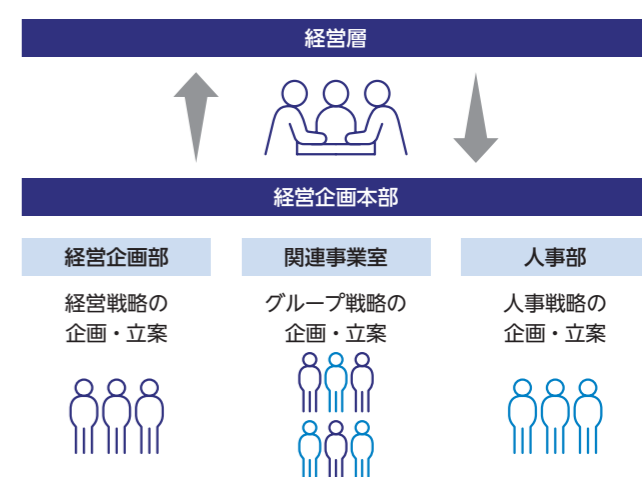 経営層
経営企画本部
経営企画部
関連事業室
人事部
経営戦略の
企画・立案
グループ戦略の
企画・立案
人事戦略の
企画・立案